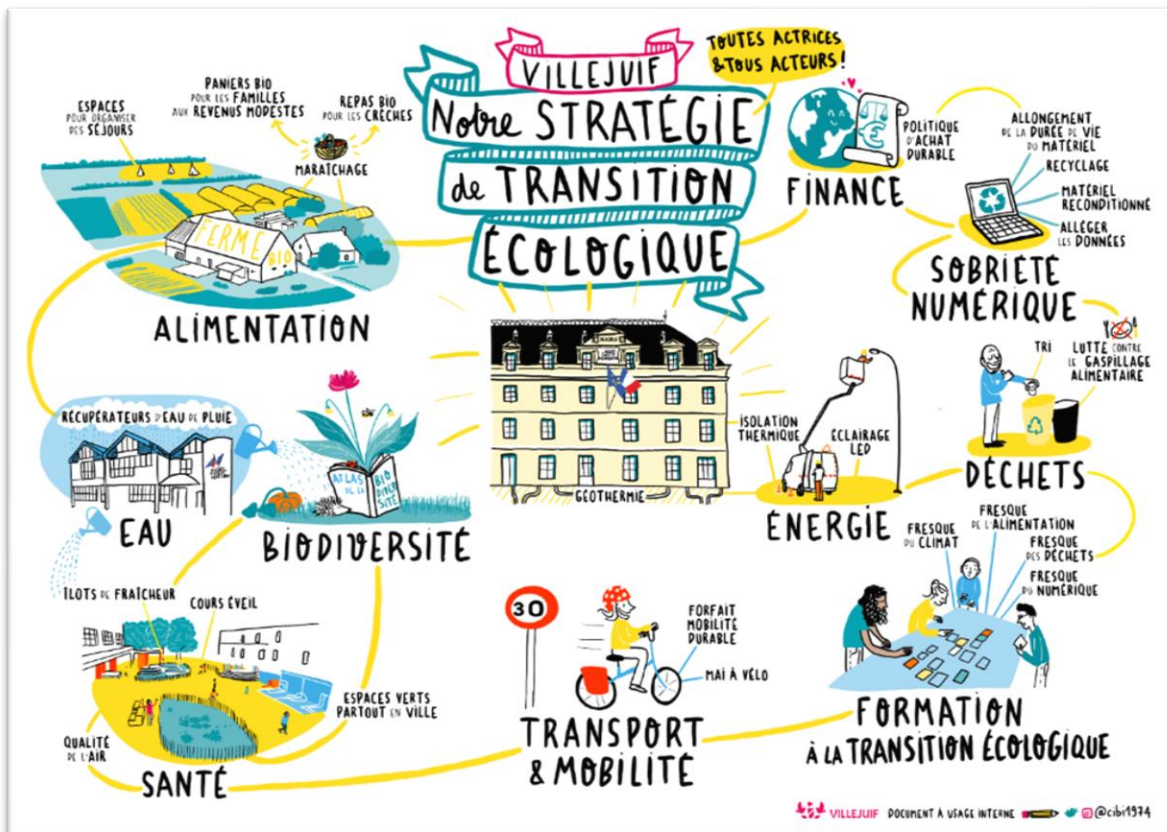 VILLEJUIF
Notre STRATÉGIE
de TRANSITION
ÉCOLOGIQUE
TOUTES ACTRICES
& TOUS ACTEURS !
ESPACES
POUR ORGANISER
DES SÉJOURS
PANIERS BIO
POUR LES FAMILLES
AUX REVENUS MODESTES
REPAS BIO
POUR LES CRÈCHES
MARAÎCHAGE
FERME BIO
ALIMENTATION
POLITIQUE
D'ACHAT
DURABLE
FINANCE
ALLONGEMENT
DE LA DURÉE DE VIE
DU MATÉRIEL
RECYCLAGE
MATÉRIEL
RECONDITIONNÉ
ALLÉGER
LES DONNÉES
SOBRIÉTÉ
NUMÉRIQUE
TRI
LUTTE CONTRE
LE GASPILLAGE
ALIMENTAIRE
DÉCHETS
RÉCUPÉRATEURS D'EAU DE PLUIE
EAU
ATLAS
DE LA
BIO
DIVER
SITÉ
BIODIVERSITÉ
MAIRIE
GÉOTHERMIE
ISOLATION
THERMIQUE
ÉCLAIRAGE
LED
ÉNERGIE
FRESQUE
DU CLIMAT
FRESQUE
DE L'ALIMENTATION
FRESQUE
DES DÉCHETS
FRESQUE
DU NUMÉRIQUE
FORMATION
À LA TRANSITION ÉCOLOGIQUE
ÎLOTS DE FRAÎCHEUR
COURS ÉVEIL
ESPACES VERTS
PARTOUT EN VILLE
QUALITÉ
DE L'AIR
SANTÉ
30
FORFAIT
MOBILITÉ
DURABLE
MAI À VÉLO
TRANSPORT
& MOBILITÉ
VILLEJUIF DOCUMENT À USAGE INTERNE @cibi1974